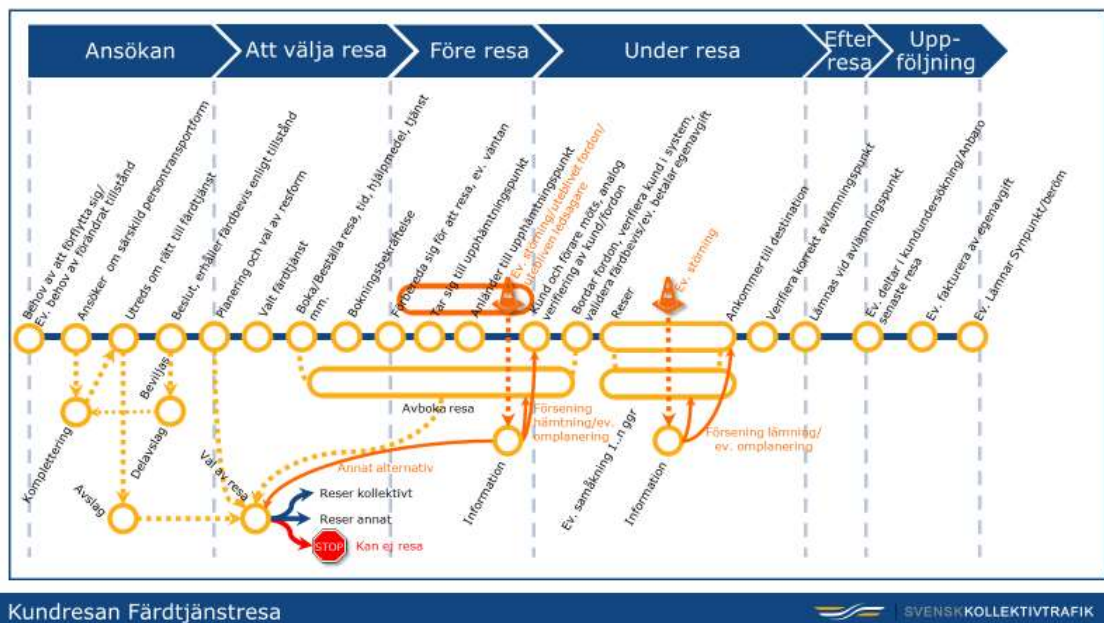 Ansökan
Att välja resa
Före resa
Under resa
Efter
resa
Upp-
följning
Behov av att förflytta sig/
Ev. behov av förändrat tillstånd
Ansöker om särskild persontransportform
Utreds om rätt till färdtjänst
Beslut, erhåller färdbevis enligt tillstånd
Planering och val av resform
Valt färdtjänst
Boka/Beställa resa, tid, hjälpmedel, tjänst
mm.
Bokningsbekräftelse
Förbereda sig för att resa, ev. väntan
Tar sig till upphämtningspunkt
Anländer till upphämtningspunkt
Ev. störning/uteblivet fordon/
utebliven ledsagare
Kund och förare möts, analog
verifiering av kund/fordon
Bordar fordon, verifiera kund i system,
validera färdbevis/ev. betalar egenavgift
Reser
Ev. störning
Ankommer till destination
Verifiera korrekt avlämningspunkt
Lämnas vid avlämningspunkt
Ev. deltar i kundundersökning/Anbaro
senaste resa
Ev. fakturera av egenavgift
Ev. Lämnar Synpunkt/beröm
Beviljas
Komplettering
Delavslag
Avslag
Val av resa
Avboka resa
Försening
hämtning/ev.
omplanering
Annat alternativ
Information
Ev. samåkning 1..n ggr
Information
Försening lämning/
ev. omplanering
Reser kollektivt
Reser annat
STOP
Kan ej resa
Kundresan Färdtjänstresa
SVENSKKOLLEKTIVTRAFIK